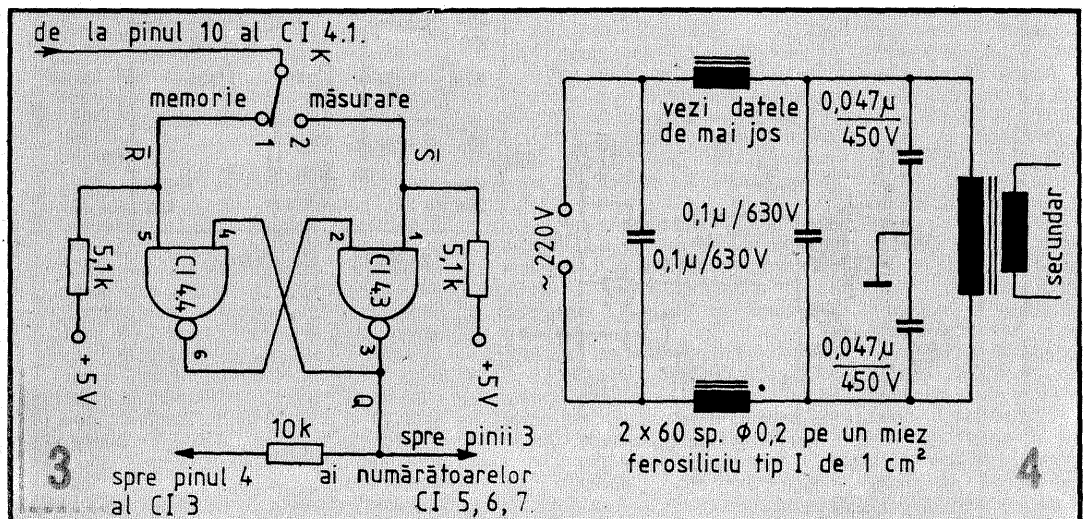 de la pinul 10 al CI 4.1.
K
memorie
măsurare
1
2
R̅
S̅
5,1k
5
4
2
1
5,1k
CI 4.4
CI 4.3
6
3
+5V
+5V
Q
10k
spre pinii 3
spre pinul 4
ai numărătoarelor
al CI 3
CI 5, 6, 7.
3
vezi datele
de mai jos
0,047μ
450V
220V
~
0,1μ/630V
0,1μ/630V
secundar
0,047μ
450V
2 x 60 sp. ϕ0,2 pe un miez
ferosiliciu tip I de 1 cm²
4